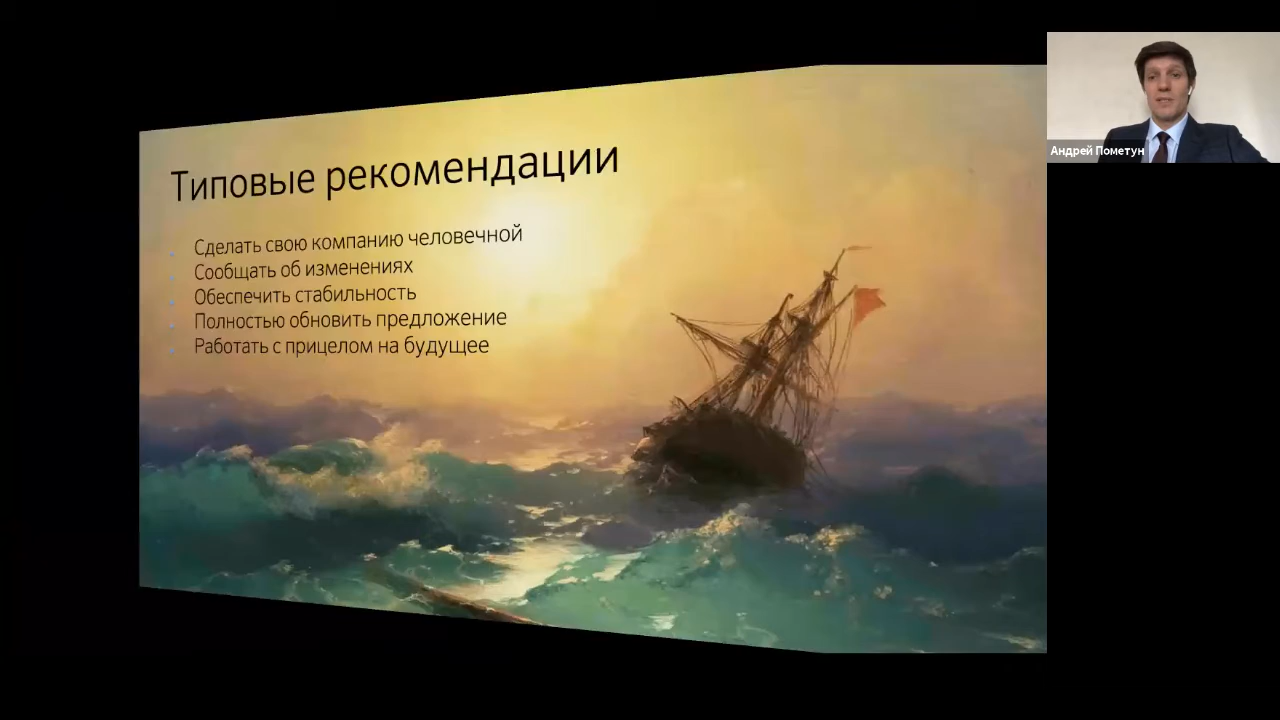 Типовые рекомендации
Сделать свою компанию человечной
Сообщать об изменениях
Обеспечить стабильность
Полностью обновить предложение
Работать с прицелом на будущее
Андрей Пометун